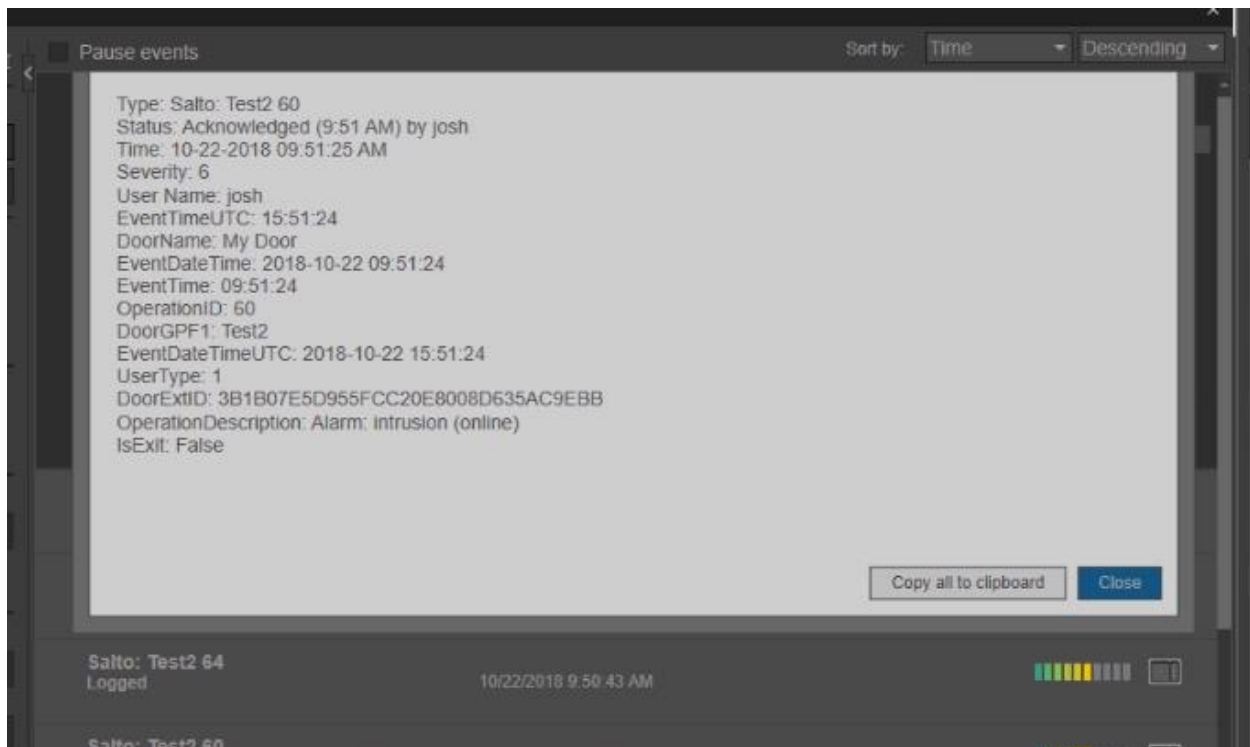 Pause events
Sort by: Time Descending
Type: Salto: Test2 60
Status: Acknowledged (9:51 AM) by josh
Time: 10-22-2018 09:51:25 AM
Severity: 6
User Name: josh
EventTimeUTC: 15:51:24
DoorName: My Door
EventDateTime: 2018-10-22 09:51:24
EventTime: 09:51:24
OperationID: 60
DoorGPF1: Test2
EventDateTimeUTC: 2018-10-22 15:51:24
UserType: 1
DoorExtID: 3B1B07E5D955FCC20E8008D635AC9EBB
OperationDescription: Alarm: intrusion (online)
IsExit: False
Copy all to clipboard Close
Salto: Test2 64
Logged 10/22/2018 9:50:43 AM
Salto: Test2 60